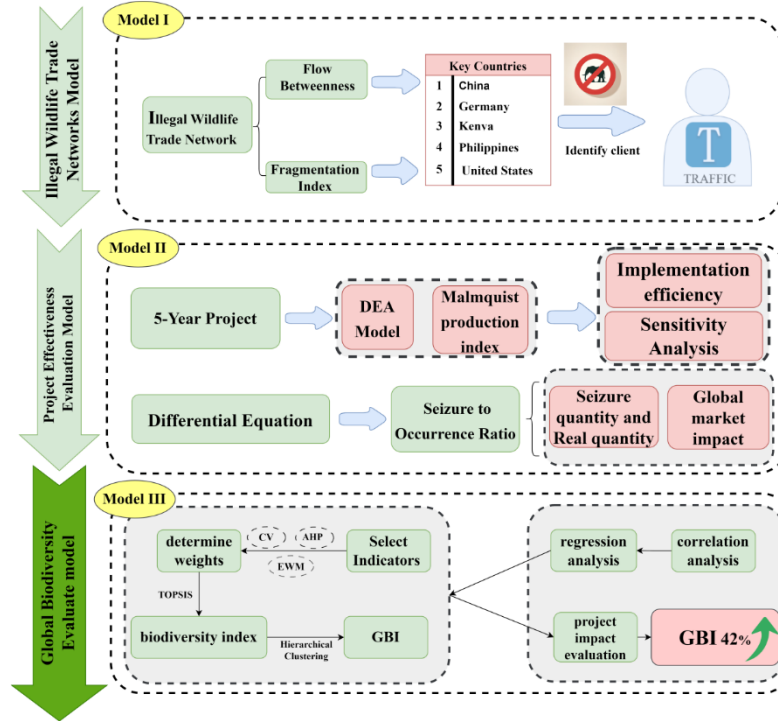 Illegal Wildlife Trade
Networks Model
Model I
Illegal Wildlife
Trade Network
Flow
Betweenness
Fragmentation
Index
Key Countries
1 China
2 Germany
3 Kenva
4 Philippines
5 United States
Identify client
T
TRAFFIC
Project Effectiveness
Evaluation Model
Model II
5-Year Project
DEA
Model
Malmquist
production
index
Implementation
efficiency
Sensitivity
Analysis
Differential Equation
Seizure to
Occurrence Ratio
Seizure
quantity and
Real quantity
Global
market
impact
Global Biodiversity
Evaluate model
Model III
determine
weights
CV
AHP
EWM
Select
Indicators
TOPSIS
biodiversity index
Hierarchical
Clustering
GBI
regression
analysis
correlation
analysis
project
impact
evaluation
GBI 42%